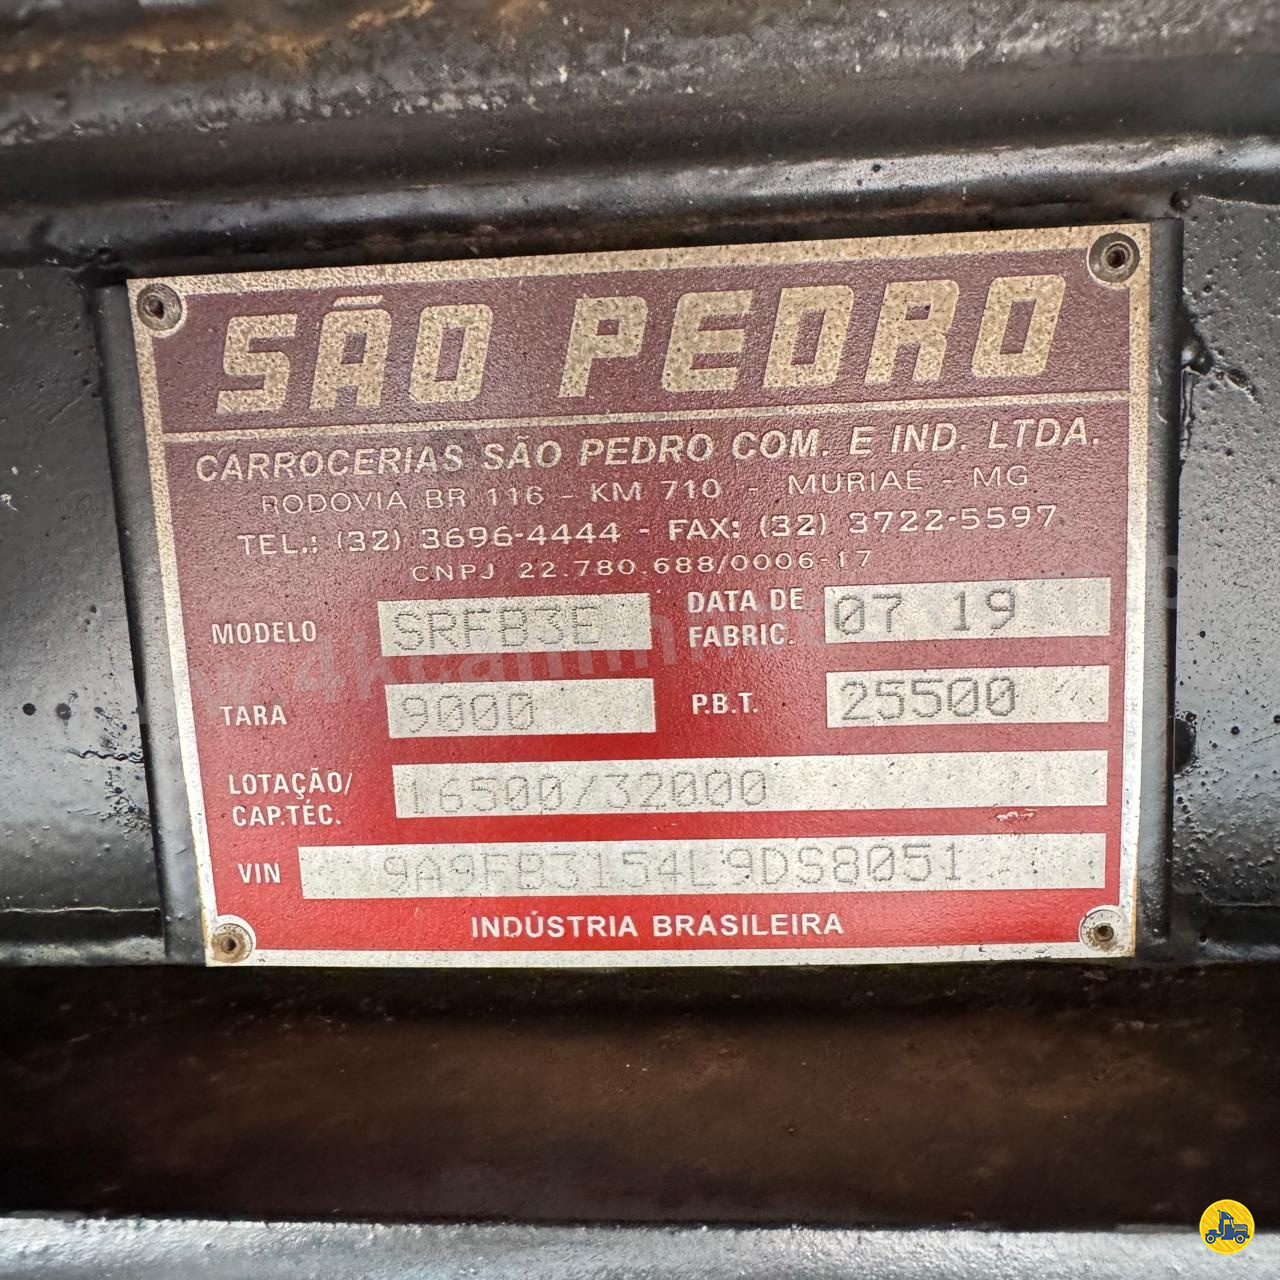 SÃO PEDRO
CARROCERIAS SÃO PEDRO COM. E IND. LTDA.
RODOVIA BR 116 - KM 710 - MURIAÉ - MG
TEL.: (32) 3696-4444 - FAX: (32) 3722-5597
CNPJ 22.780.688/0006-17
MODELO SRFB3E DATA DE FABRIC. 07 19
TARA 9000 P.B.T. 25500
LOTAÇÃO/ CAP.TÉC. 16500/32000
VIN 9A9FB3154L9DS8051
INDÚSTRIA BRASILEIRA